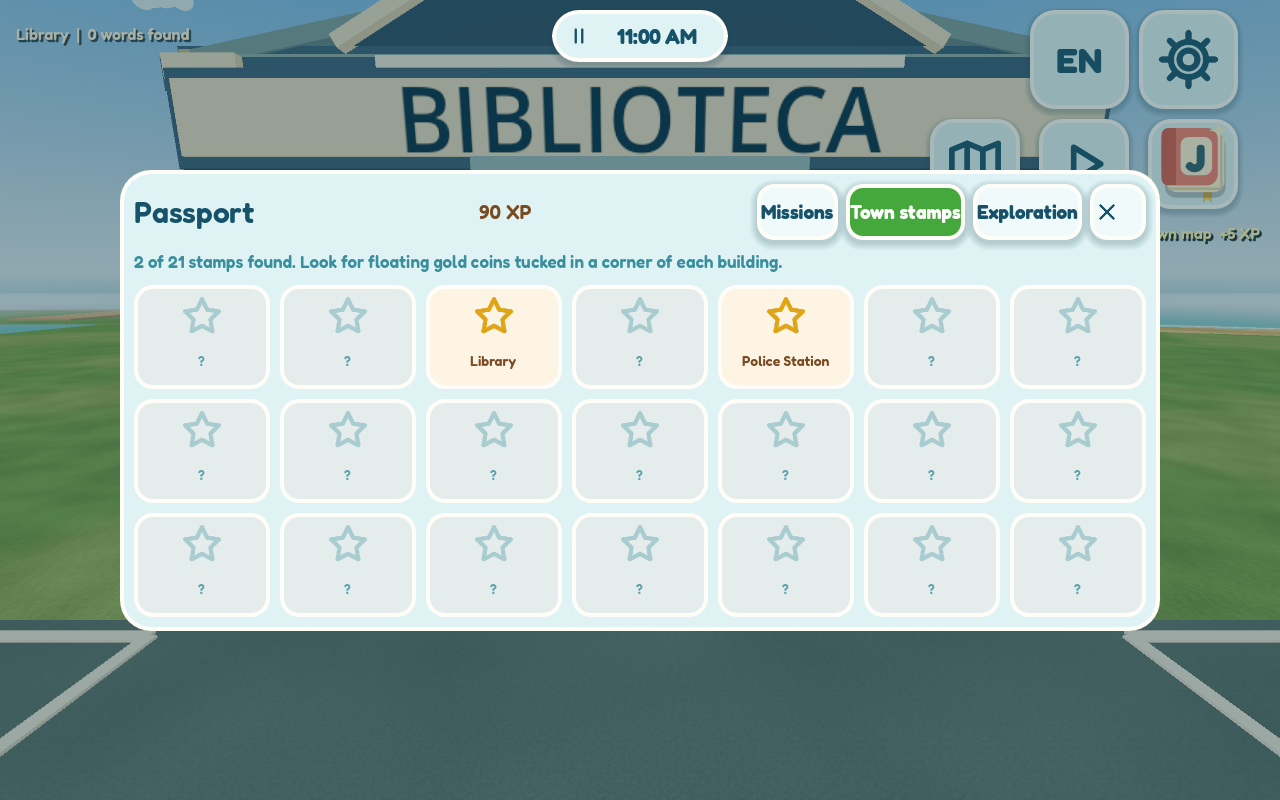 Library | 0 words found
11:00 AM
EN
BIBLIOTECA
J
Passport
90 XP
Missions
Town stamps
Exploration
wn map +5 XP
2 of 21 stamps found. Look for floating gold coins tucked in a corner of each building.
? ? Library ? Police Station ? ?
? ? ? ? ? ? ?
? ? ? ? ? ? ?